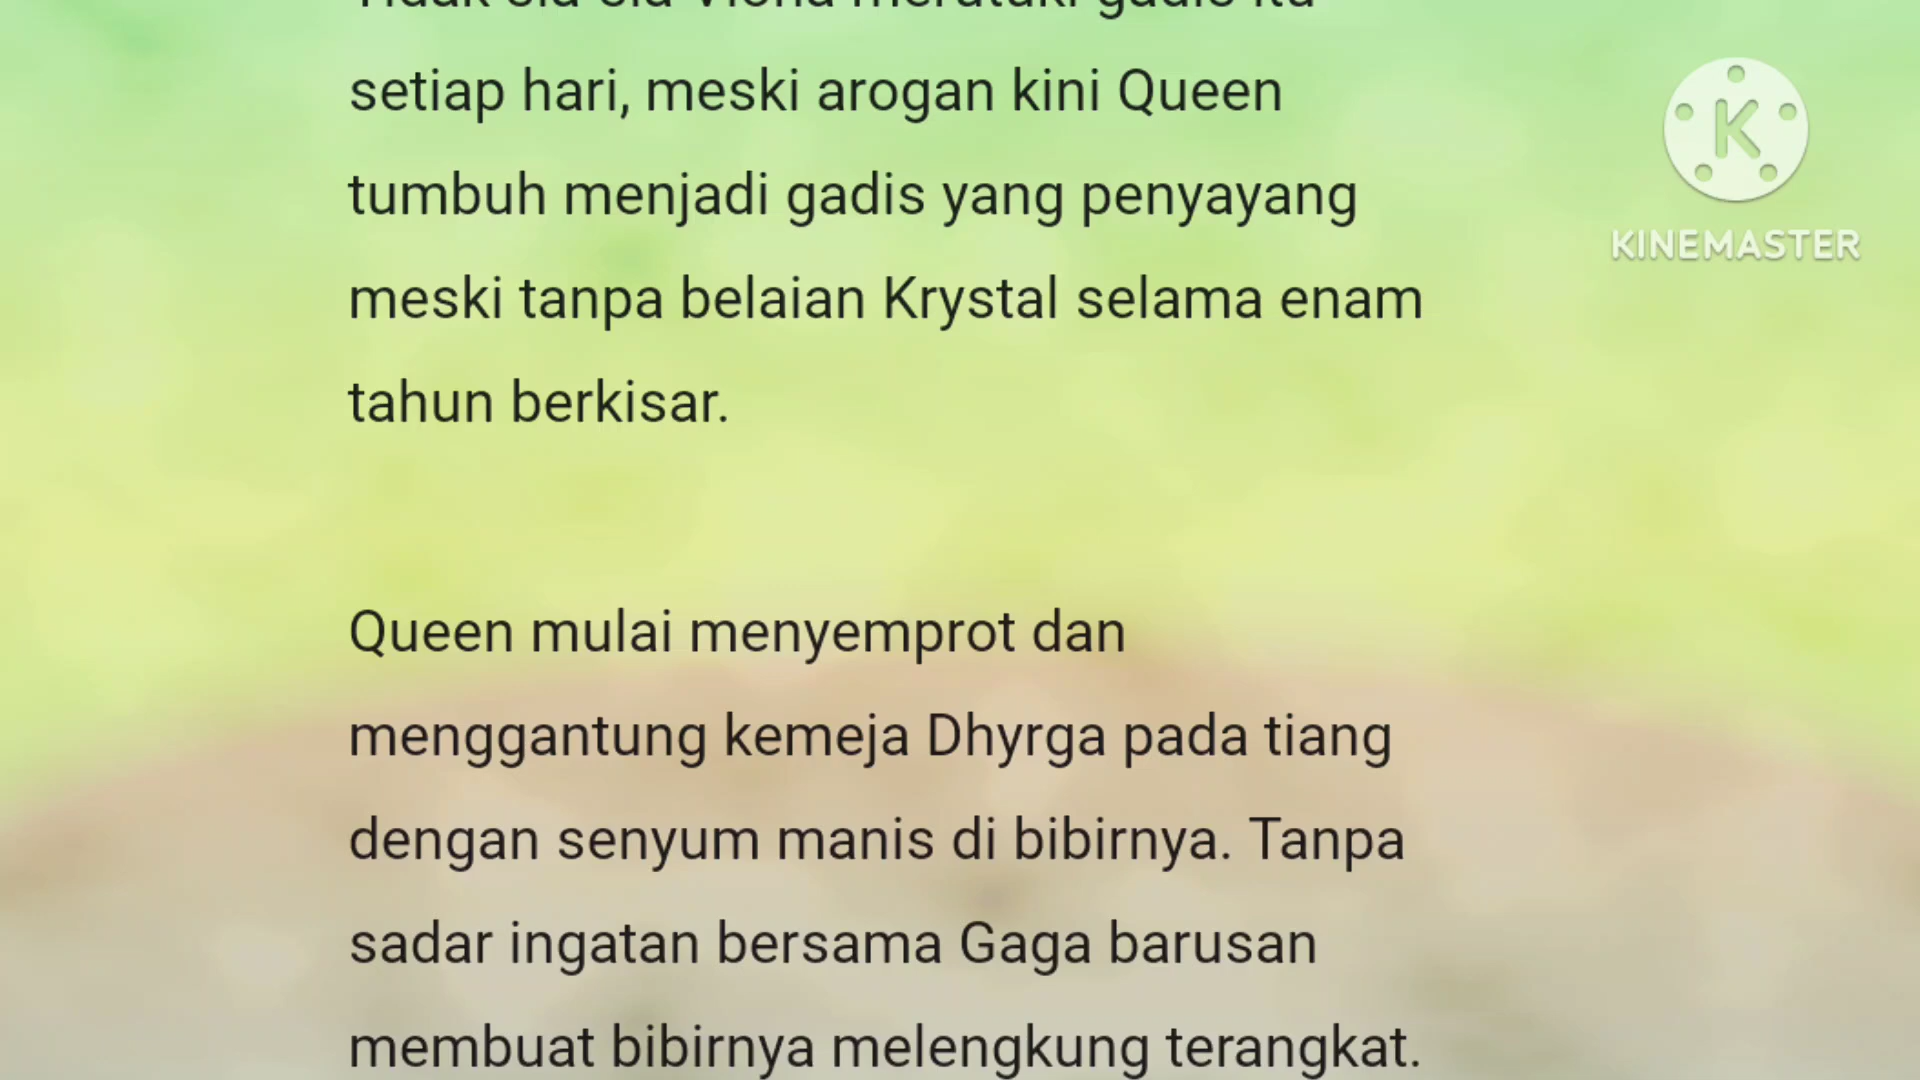 setiap hari, meski arogan kini Queen
tumbuh menjadi gadis yang penyayang
meski tanpa belaian Krystal selama enam
tahun berkisar.
Queen mulai menyemprot dan
menggantung kemeja Dhyrga pada tiang
dengan senyum manis di bibirnya. Tanpa
sadar ingatan bersama Gaga barusan
membuat bibirnya melengkung terangkat.
K
KINEMASTER